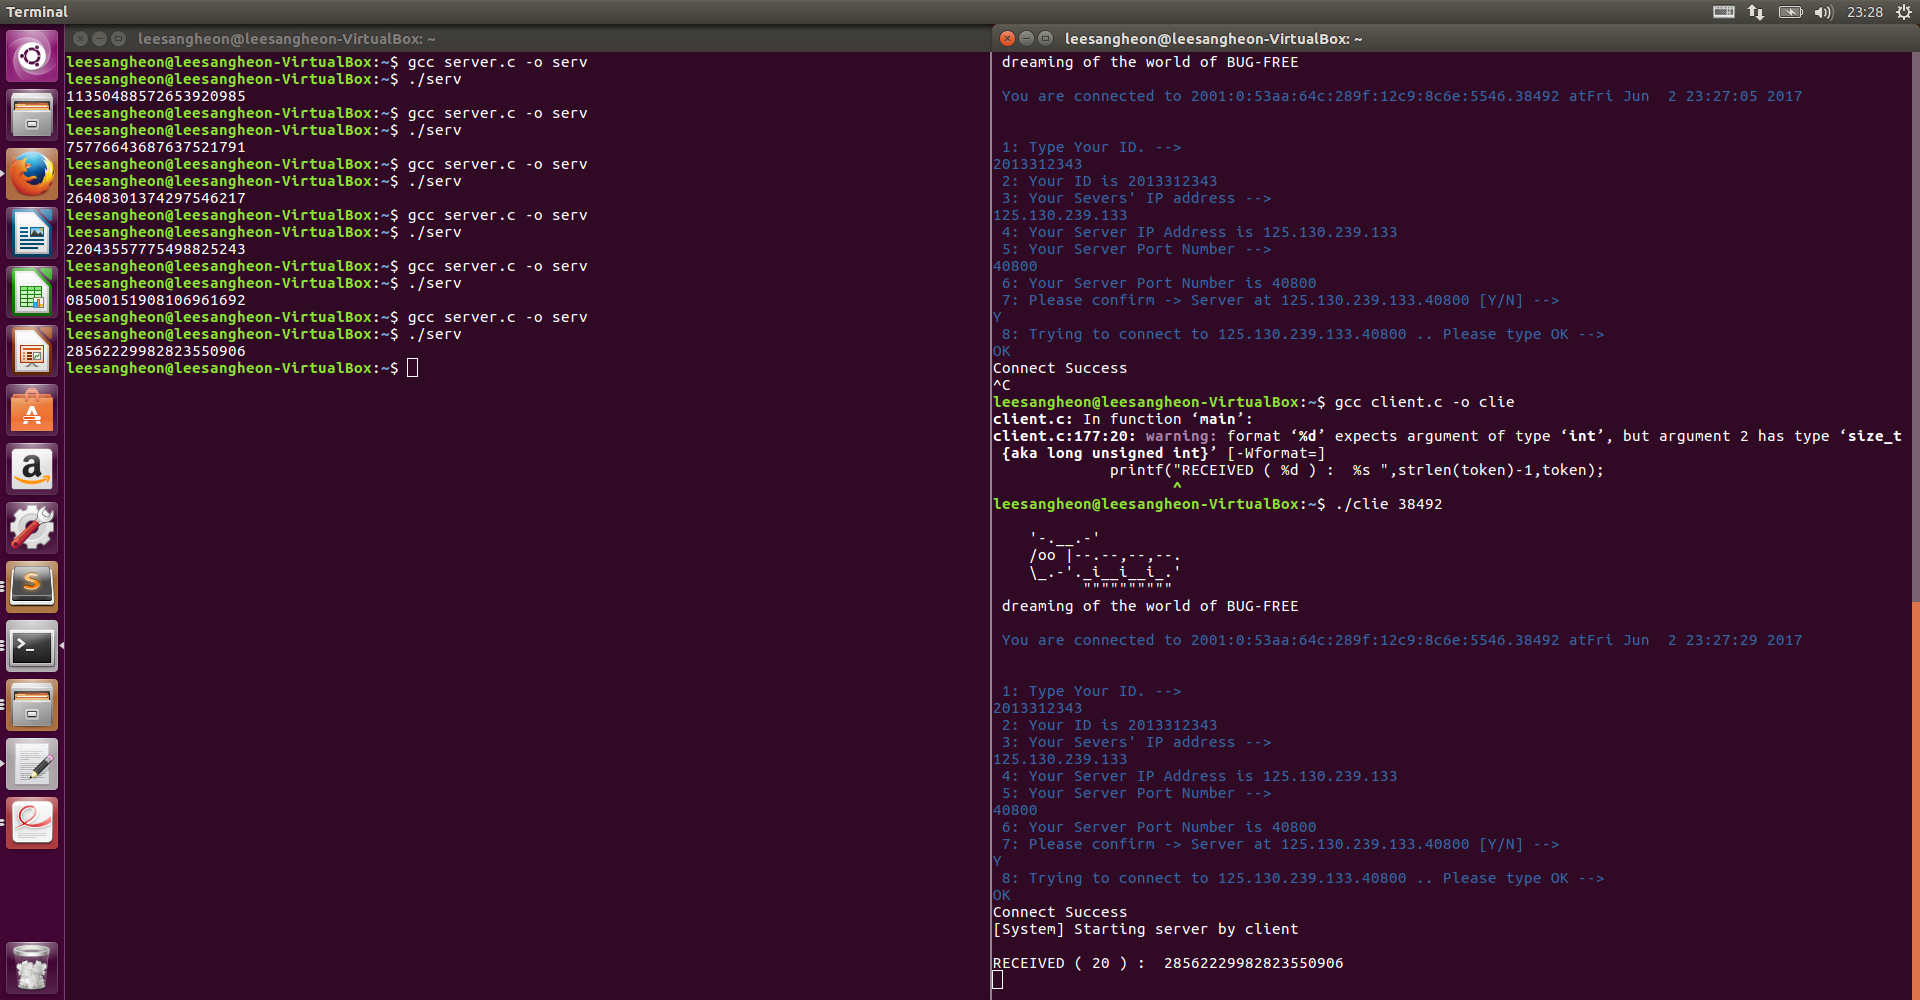 Terminal
23:28
leesangheon@leesangheon-VirtualBox: ~
leesangheon@leesangheon-VirtualBox:~$ gcc server.c -o serv
leesangheon@leesangheon-VirtualBox:~$ ./serv
11350488572653920985
leesangheon@leesangheon-VirtualBox:~$ gcc server.c -o serv
leesangheon@leesangheon-VirtualBox:~$ ./serv
75776643687637521791
leesangheon@leesangheon-VirtualBox:~$ gcc server.c -o serv
leesangheon@leesangheon-VirtualBox:~$ ./serv
26408301374297546217
leesangheon@leesangheon-VirtualBox:~$ gcc server.c -o serv
leesangheon@leesangheon-VirtualBox:~$ ./serv
22043557775498825243
leesangheon@leesangheon-VirtualBox:~$ gcc server.c -o serv
leesangheon@leesangheon-VirtualBox:~$ ./serv
08500151908106961692
leesangheon@leesangheon-VirtualBox:~$ gcc server.c -o serv
leesangheon@leesangheon-VirtualBox:~$ ./serv
28562229982823550906
leesangheon@leesangheon-VirtualBox:~$
leesangheon@leesangheon-VirtualBox: ~
dreaming of the world of BUG-FREE
You are connected to 2001:0:53aa:64c:289f:12c9:8c6e:5546.38492 atFri Jun  2 23:27:05 2017
1: Type Your ID. -->
2013312343
2: Your ID is 2013312343
3: Your Severs' IP address -->
125.130.239.133
4: Your Server IP Address is 125.130.239.133
5: Your Server Port Number -->
40800
6: Your Server Port Number is 40800
7: Please confirm -> Server at 125.130.239.133.40800 [Y/N] -->
Y
8: Trying to connect to 125.130.239.133.40800 .. Please type OK -->
OK
Connect Success
^C
leesangheon@leesangheon-VirtualBox:~$ gcc client.c -o clie
client.c: In function ‘main’:
client.c:177:20: warning: format ‘%d’ expects argument of type ‘int’, but argument 2 has type ‘size_t
{aka long unsigned int}’ [-Wformat=]
printf("RECEIVED ( %d ) :  %s ",strlen(token)-1,token);
^
leesangheon@leesangheon-VirtualBox:~$ ./clie 38492
'-.__.-'
/oo |--.--,--,--.
\_.-'._i__i__i_.'
""""""""""
dreaming of the world of BUG-FREE
You are connected to 2001:0:53aa:64c:289f:12c9:8c6e:5546.38492 atFri Jun  2 23:27:29 2017
1: Type Your ID. -->
2013312343
2: Your ID is 2013312343
3: Your Severs' IP address -->
125.130.239.133
4: Your Server IP Address is 125.130.239.133
5: Your Server Port Number -->
40800
6: Your Server Port Number is 40800
7: Please confirm -> Server at 125.130.239.133.40800 [Y/N] -->
Y
8: Trying to connect to 125.130.239.133.40800 .. Please type OK -->
OK
Connect Success
[System] Starting server by client
RECEIVED ( 20 ) :  28562229982823550906